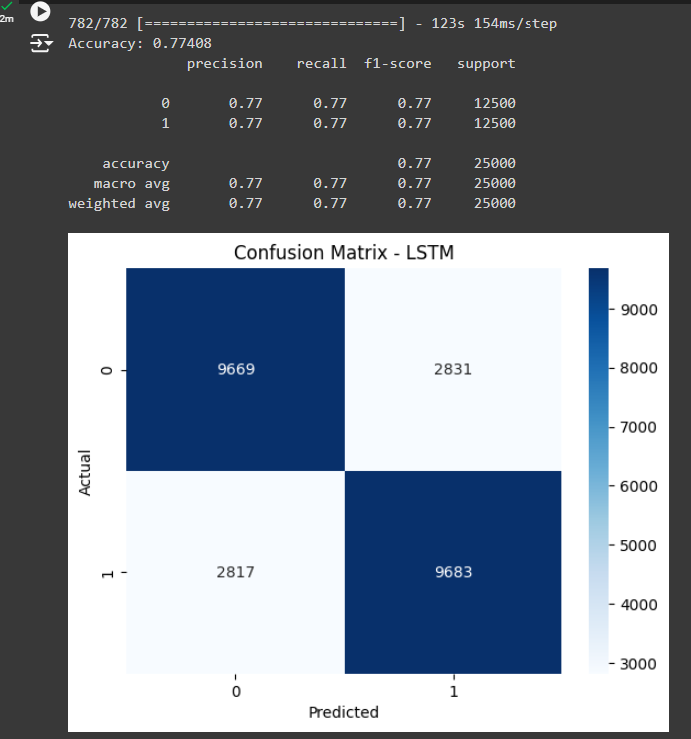 2m
782/782 [==============================] - 123s 154ms/step
Accuracy: 0.77408
precision recall f1-score support
0 0.77 0.77 0.77 12500
1 0.77 0.77 0.77 12500
accuracy 0.77 25000
macro avg 0.77 0.77 0.77 25000
weighted avg 0.77 0.77 0.77 25000
Confusion Matrix - LSTM
9000
8000
7000
6000
5000
4000
3000
Actual
0 9669 2831
1 2817 9683
0 1
Predicted